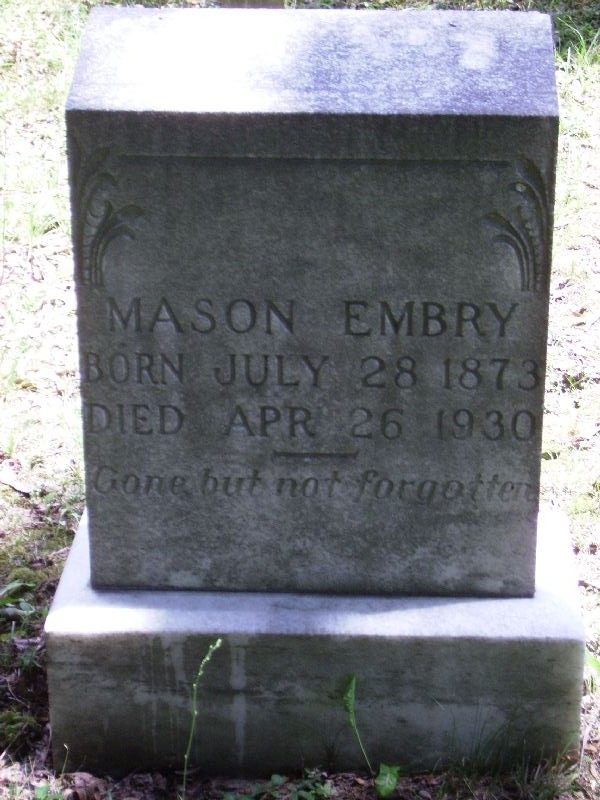 MASON EMBRY
BORN JULY 28 1873
DIED APR 26 1930
Gone but not forgotten